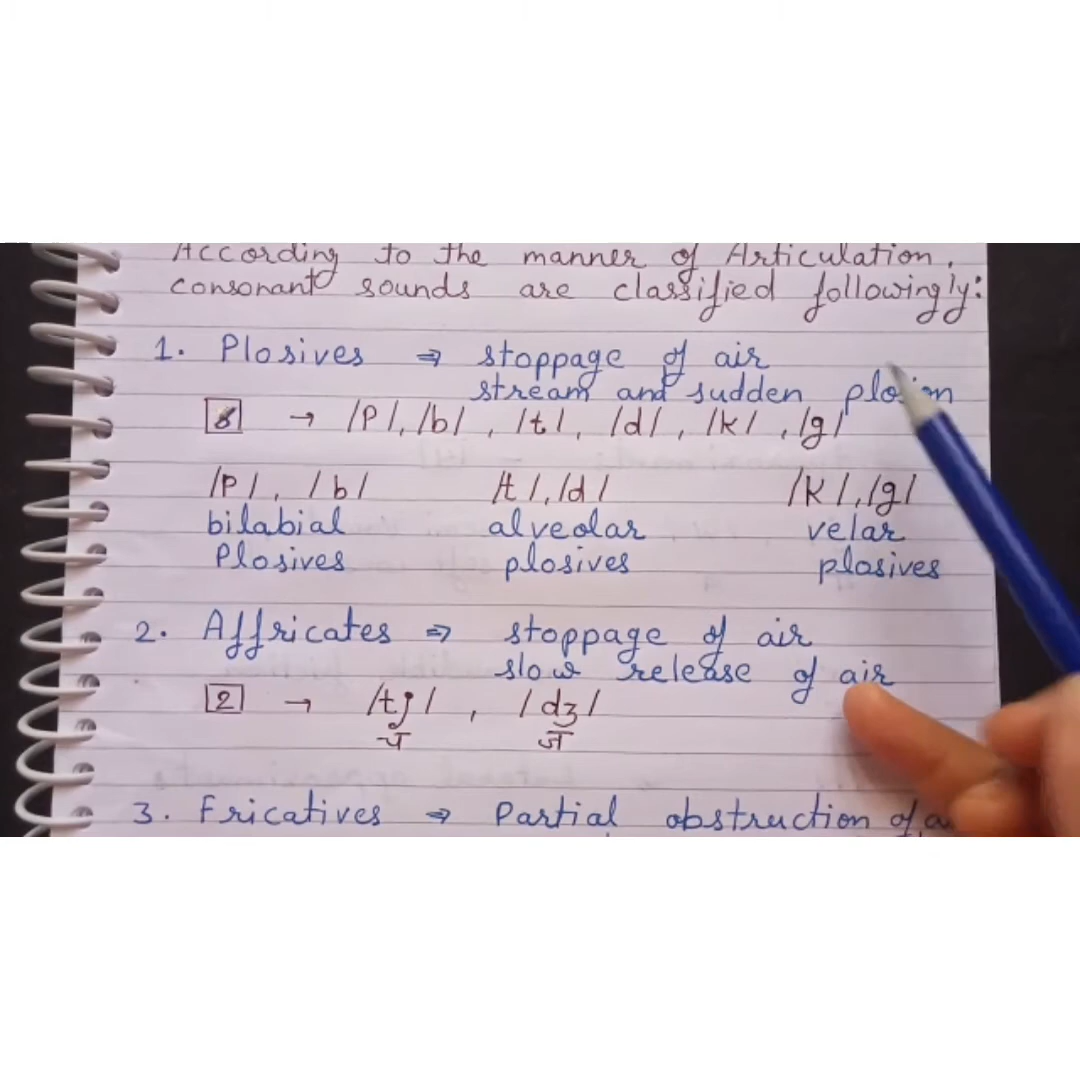 According to the manner of Articulation,
consonant sounds are classified followingly:
1. Plosives ⇒ stoppage of air
stream and sudden plosion
→ /P/, /b/, /t/, /d/, /k/, /g/
/P/, /b/ /t/, /d/ /k/, /g/
bilabial alveolar velar
Plosives plosives plosives
2. Affricates ⇒ stoppage of air
slow release of air
2 → /tʃ/, /dʒ/
च ज
3. Fricatives ⇒ Partial obstruction of